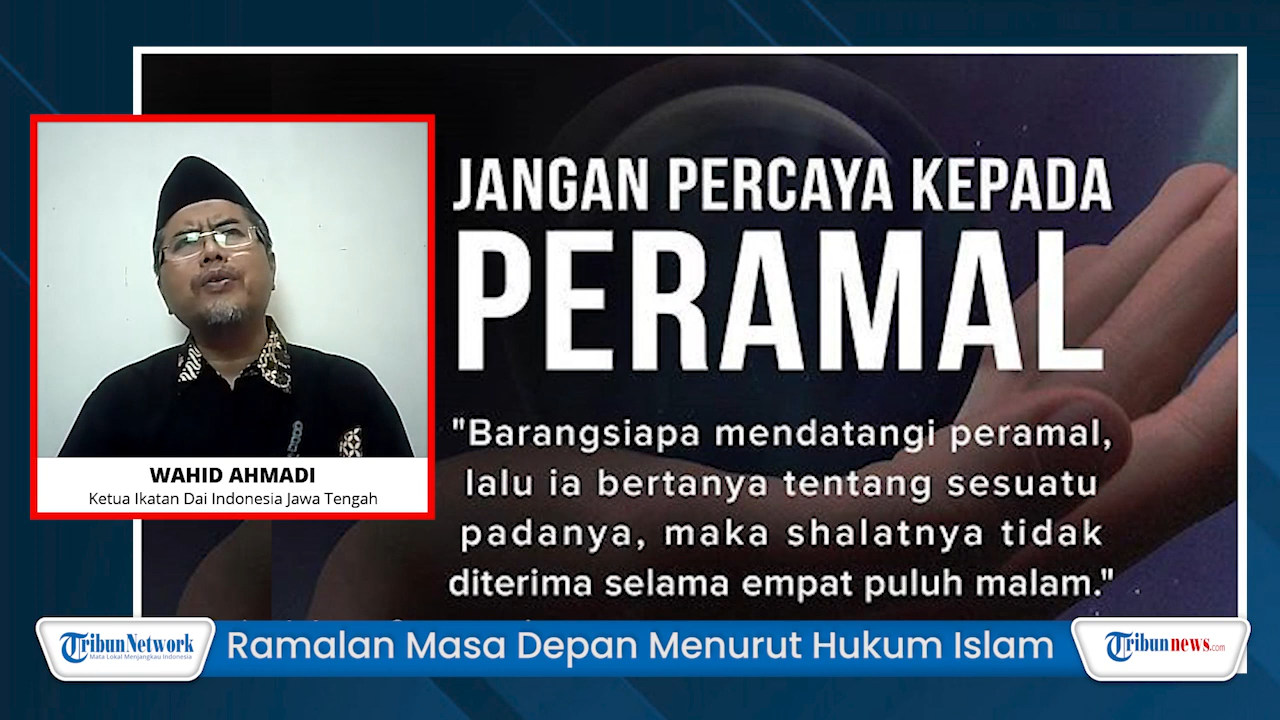 JANGAN PERCAYA KEPADA
PERAMAL
"Barangsiapa mendatangi peramal,
lalu ia bertanya tentang sesuatu
padanya, maka shalatnya tidak
diterima selama empat puluh malam."
WAHID AHMADI
Ketua Ikatan Dai Indonesia Jawa Tengah
TribunNetwork
Mata Lokal Menjangkau Indonesia
Ramalan Masa Depan Menurut Hukum Islam
Tribunnews.com